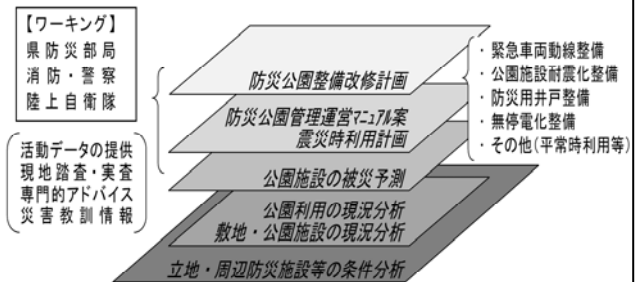 【ワーキング】
県防災部局
消防・警察
陸上自衛隊
活動データの提供
現地踏査・実査
専門的アドバイス
災害教訓情報
防災公園整備改修計画
防災公園管理運営マニュアル案
震災時利用計画
公園施設の被災予測
公園利用の現況分析
敷地・公園施設の現況分析
立地・周辺防災施設等の条件分析
・緊急車両動線整備
・公園施設耐震化整備
・防災用井戸整備
・無停電化整備
・その他（平常時利用等）